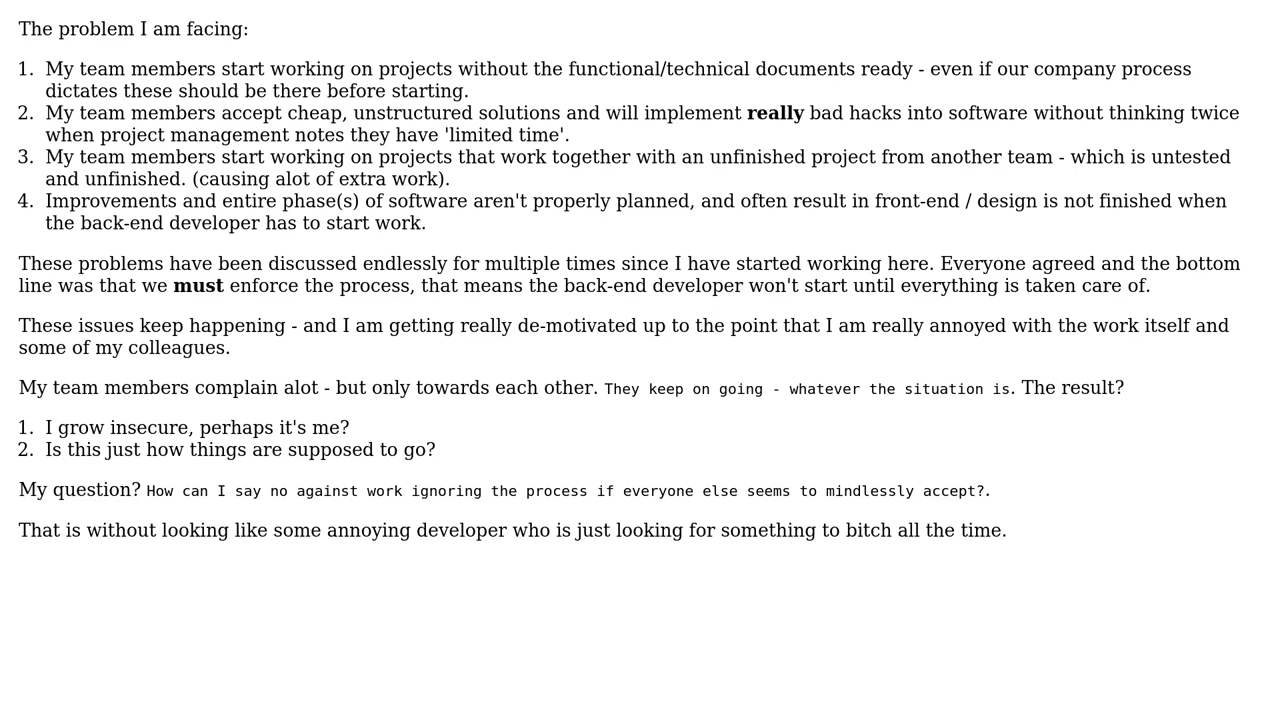 The problem I am facing:
1. My team members start working on projects without the functional/technical documents ready - even if our company process
dictates these should be there before starting.
2. My team members accept cheap, unstructured solutions and will implement really bad hacks into software without thinking twice
when project management notes they have 'limited time'.
3. My team members start working on projects that work together with an unfinished project from another team - which is untested
and unfinished. (causing alot of extra work).
4. Improvements and entire phase(s) of software aren't properly planned, and often result in front-end / design is not finished when
the back-end developer has to start work.
These problems have been discussed endlessly for multiple times since I have started working here. Everyone agreed and the bottom
line was that we must enforce the process, that means the back-end developer won't start until everything is taken care of.
These issues keep happening - and I am getting really de-motivated up to the point that I am really annoyed with the work itself and
some of my colleagues.
My team members complain alot - but only towards each other. They keep on going - whatever the situation is. The result?
1. I grow insecure, perhaps it's me?
2. Is this just how things are supposed to go?
My question? How can I say no against work ignoring the process if everyone else seems to mindlessly accept?.
That is without looking like some annoying developer who is just looking for something to bitch all the time.